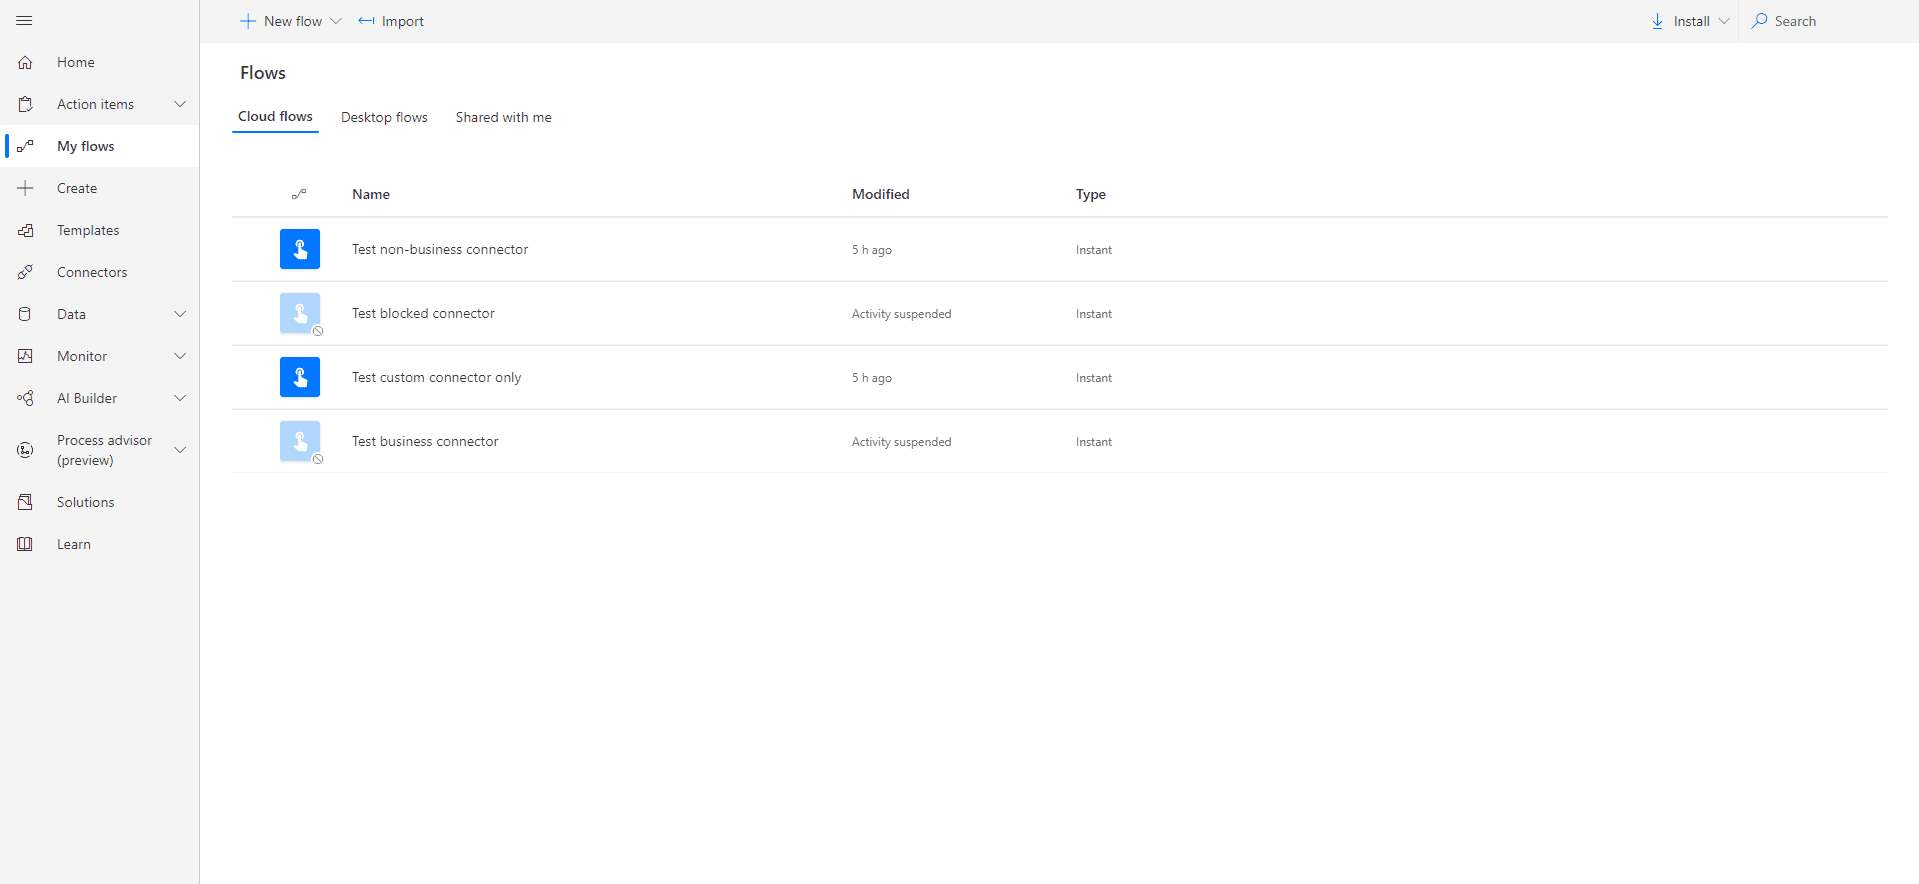 New flow
Import
Install
Search
Home
Action items
My flows
Create
Templates
Connectors
Data
Monitor
AI Builder
Process advisor
(preview)
Solutions
Learn
Flows
Cloud flows Desktop flows Shared with me
Name Modified Type
Test non-business connector 5 h ago Instant
Test blocked connector Activity suspended Instant
Test custom connector only 5 h ago Instant
Test business connector Activity suspended Instant